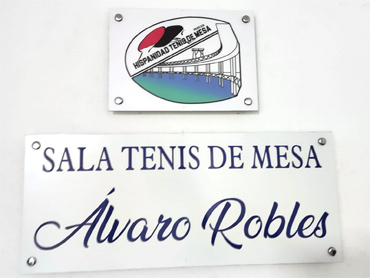 HISPANIDAD TENIS DE MESA
SALA TENIS DE MESA
Álvaro Robles